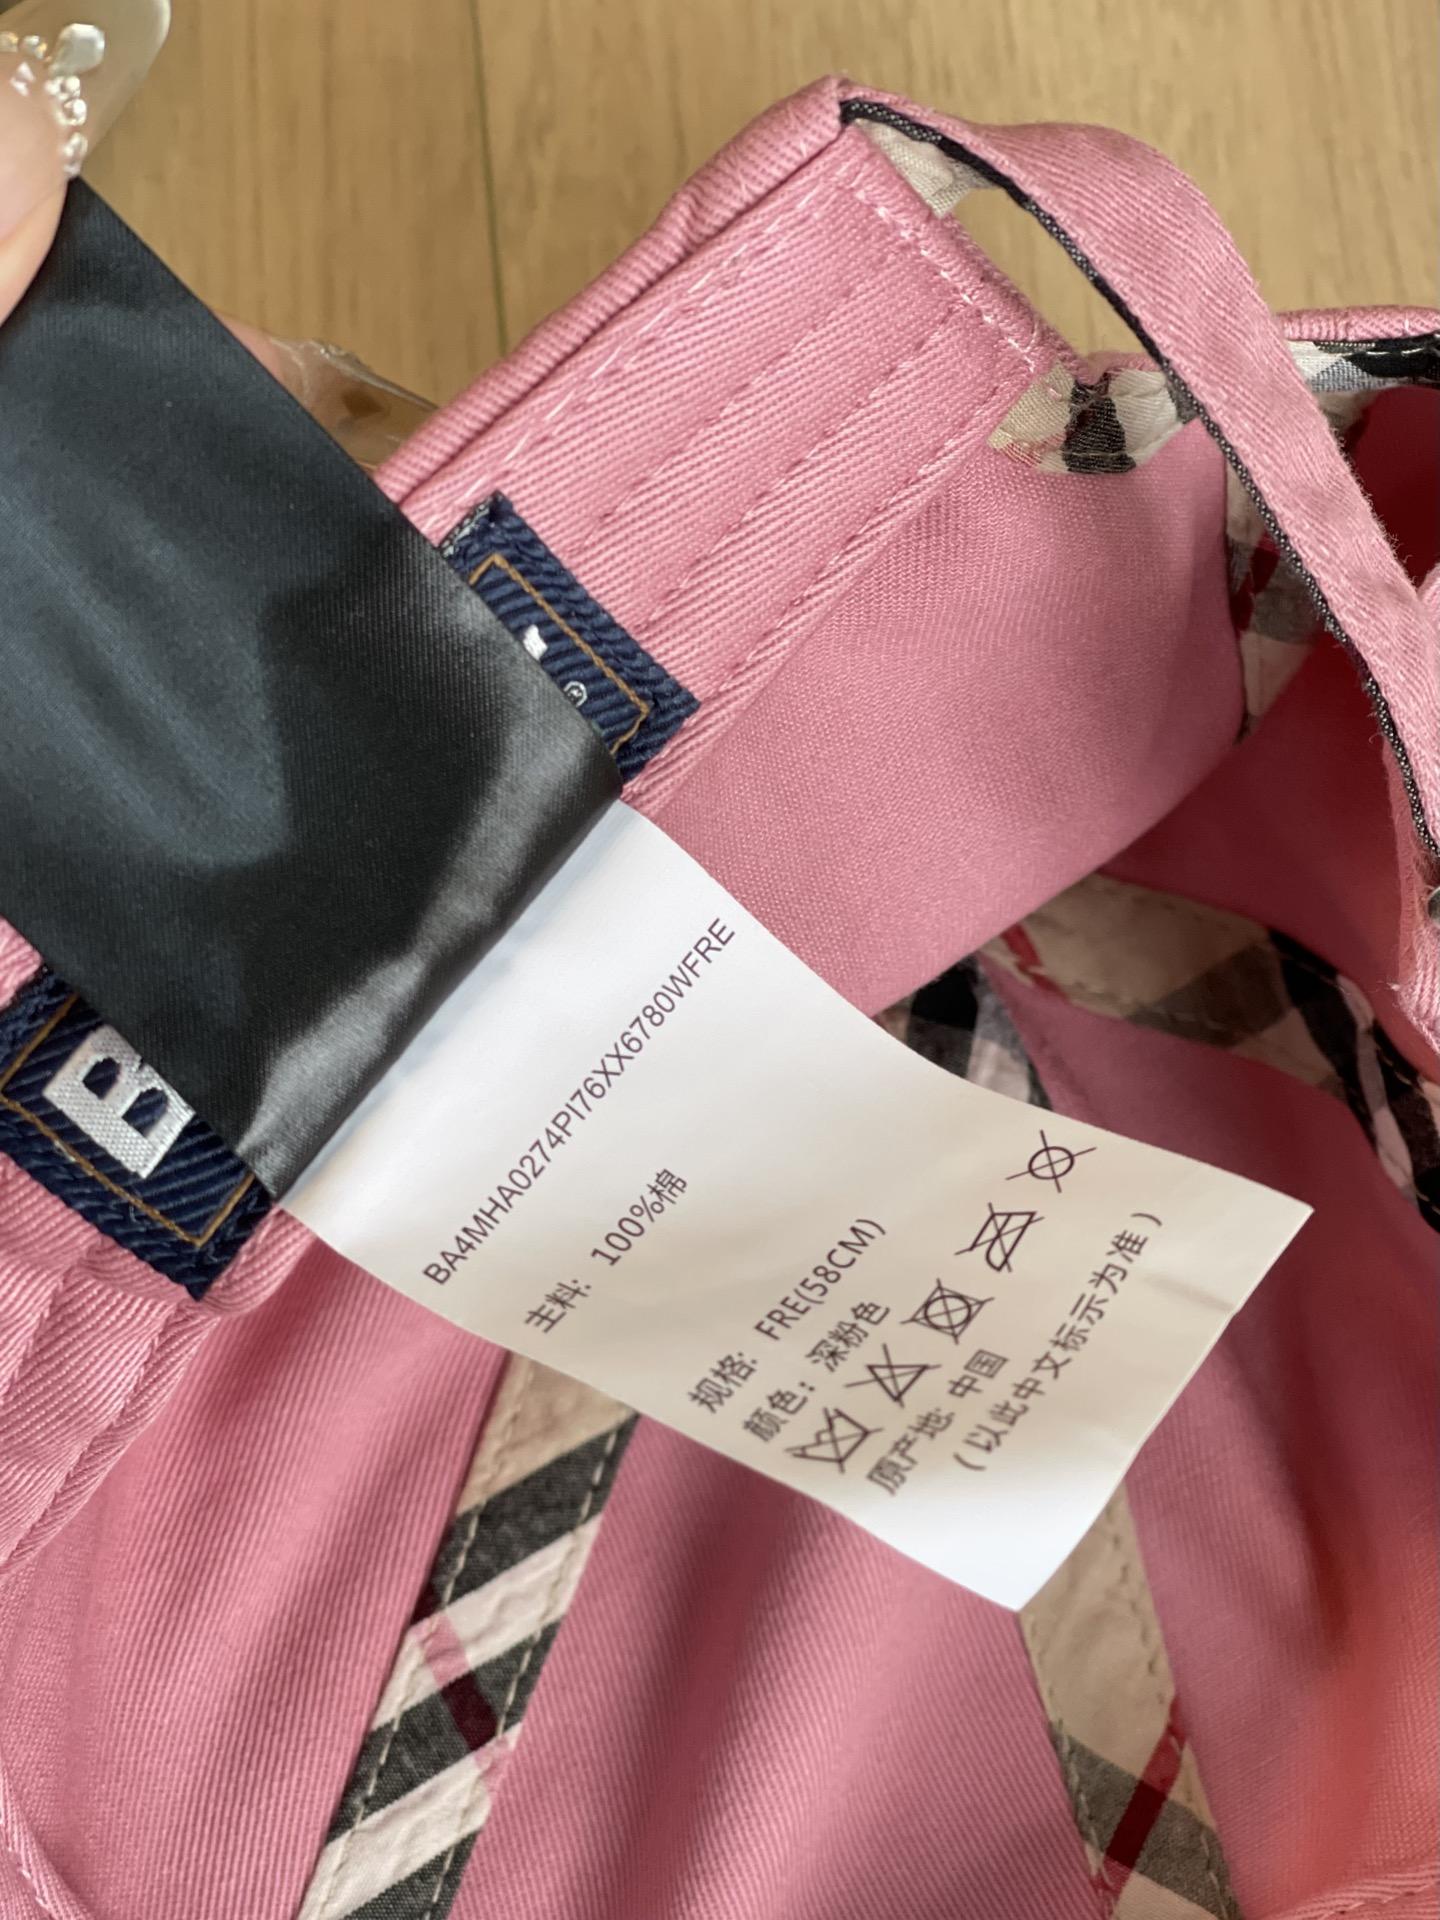 B
BA4MHA0274PI76XX6780WFRE
主料: 100%棉
规格: FRE(58CM)
颜色: 深粉色
原产地: 中国
(以此中文标示为准)